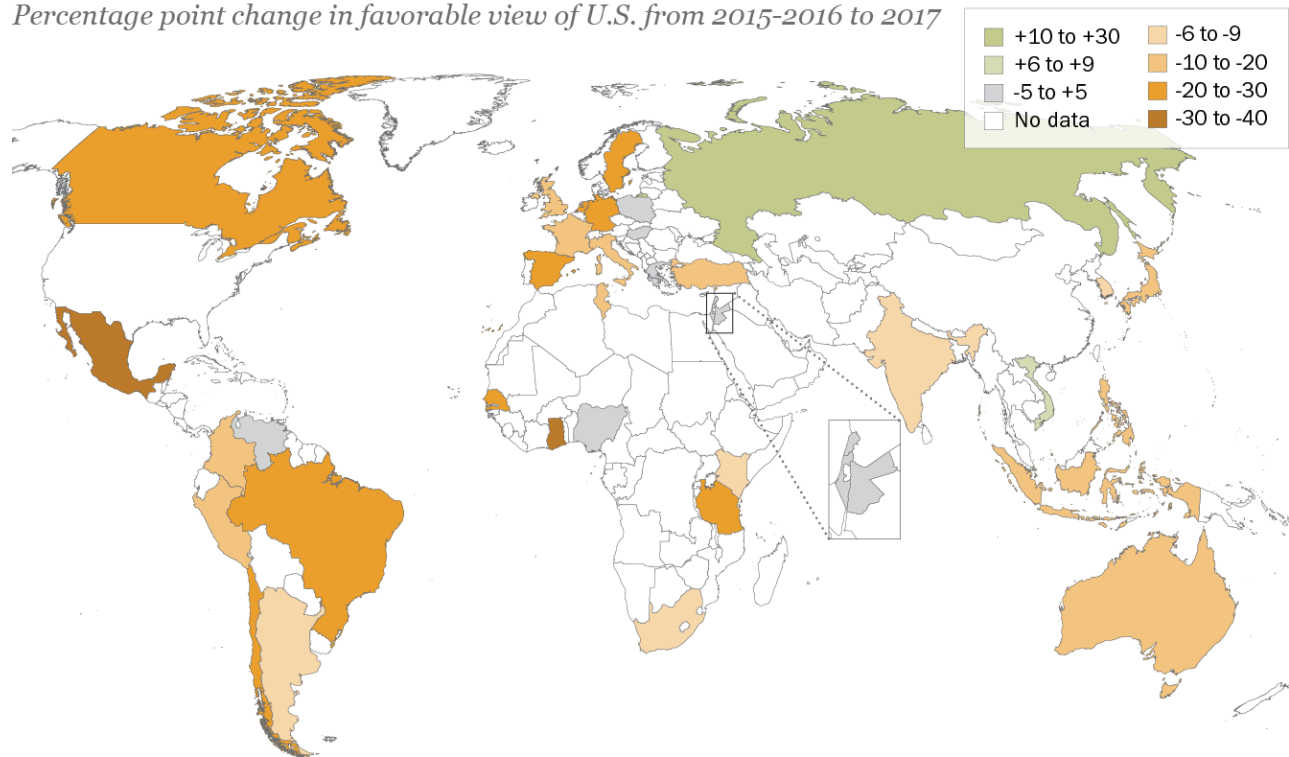 Percentage point change in favorable view of U.S. from 2015-2016 to 2017
+10 to +30
+6 to +9
-5 to +5
No data
-6 to -9
-10 to -20
-20 to -30
-30 to -40